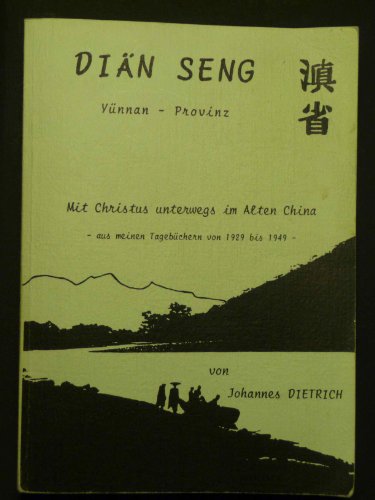 DIÄN SENG
滇省
Yünnan - Provinz
Mit Christus unterwegs im Alten China
- aus meinen Tagebüchern von 1929 bis 1949 -
von
Johannes DIETRICH